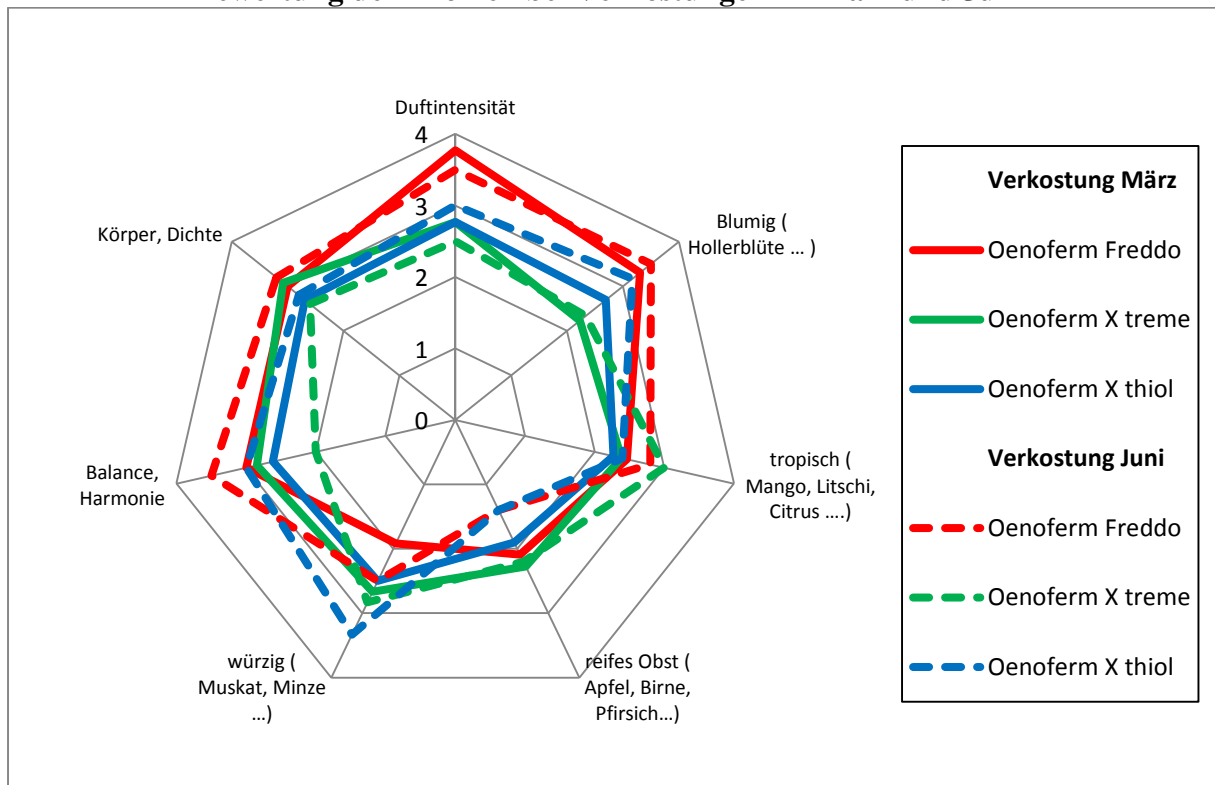 Duftintensität
4
3
2
1
0
Blumig (
Hollerblüte ... )
tropisch (
Mango, Litschi,
Citrus ....)
reifes Obst (
Apfel, Birne,
Pfirsich...)
würzig (
Muskat, Minze
...)
Balance,
Harmonie
Körper, Dichte
Verkostung März
Oenoferm Freddo
Oenoferm X treme
Oenoferm X thiol
Verkostung Juni
Oenoferm Freddo
Oenoferm X treme
Oenoferm X thiol